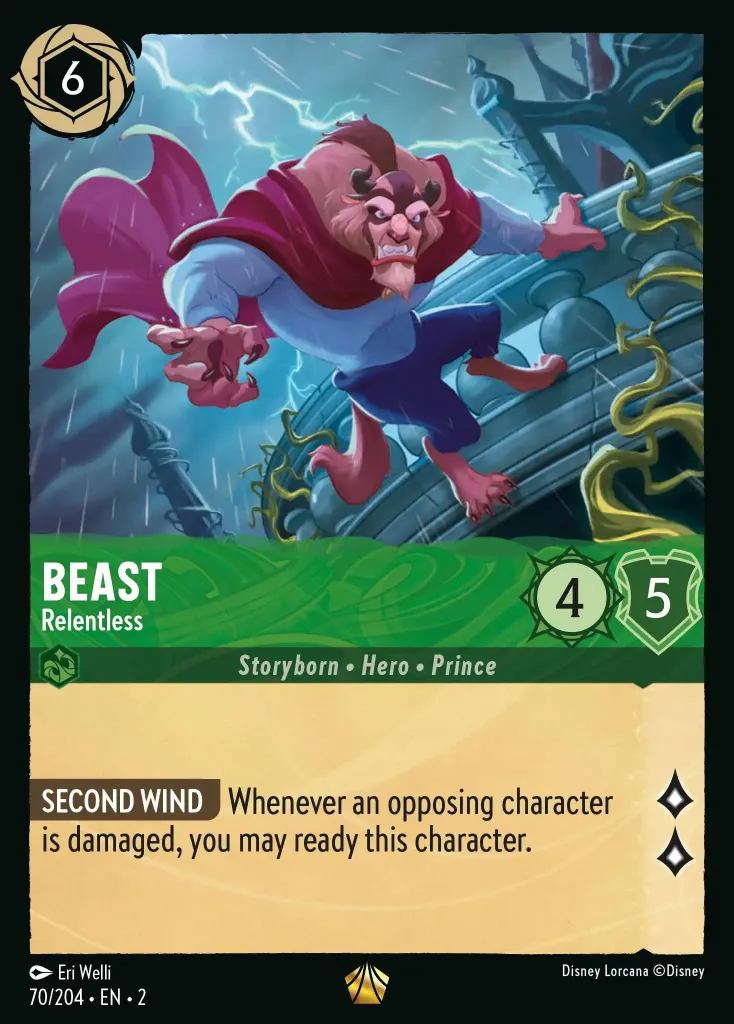 6
BEAST
Relentless
4
5
Storyborn • Hero • Prince
SECOND WIND Whenever an opposing character
is damaged, you may ready this character.
Eri Welli
Disney Lorcana ©Disney
70/204 • EN • 2